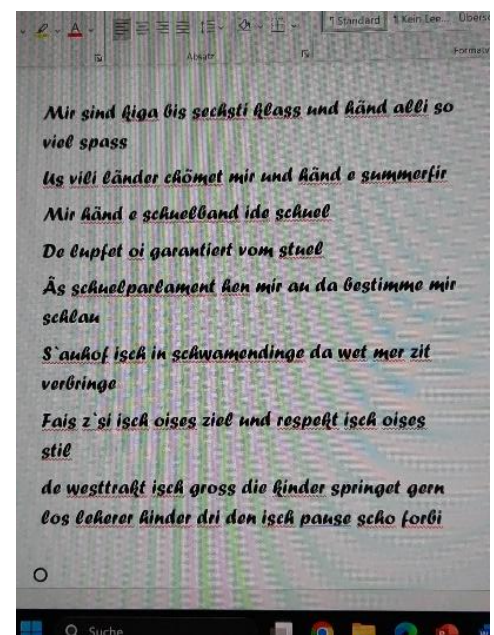 Standard
Kein Lee...
Übersc
Absatz
Formatv
Mir sind kiga bis sechsti klass und händ alli so
viel spass
Us vili länder chömet mir und händ e summerfir
Mir händ e schuelband ide schuel
De lupfet oi garantiert vom stuel
Äs schuelparlament hen mir au da bestimme mir
schlau
S`auhof isch in schwamendinge da wet mer zit
verbringe
Fais z`si isch oises ziel und respekt isch oises
stil
de westtrakt isch gross die kinder springet gern
los leherer hinder dri den isch pause scho forbi
Suche